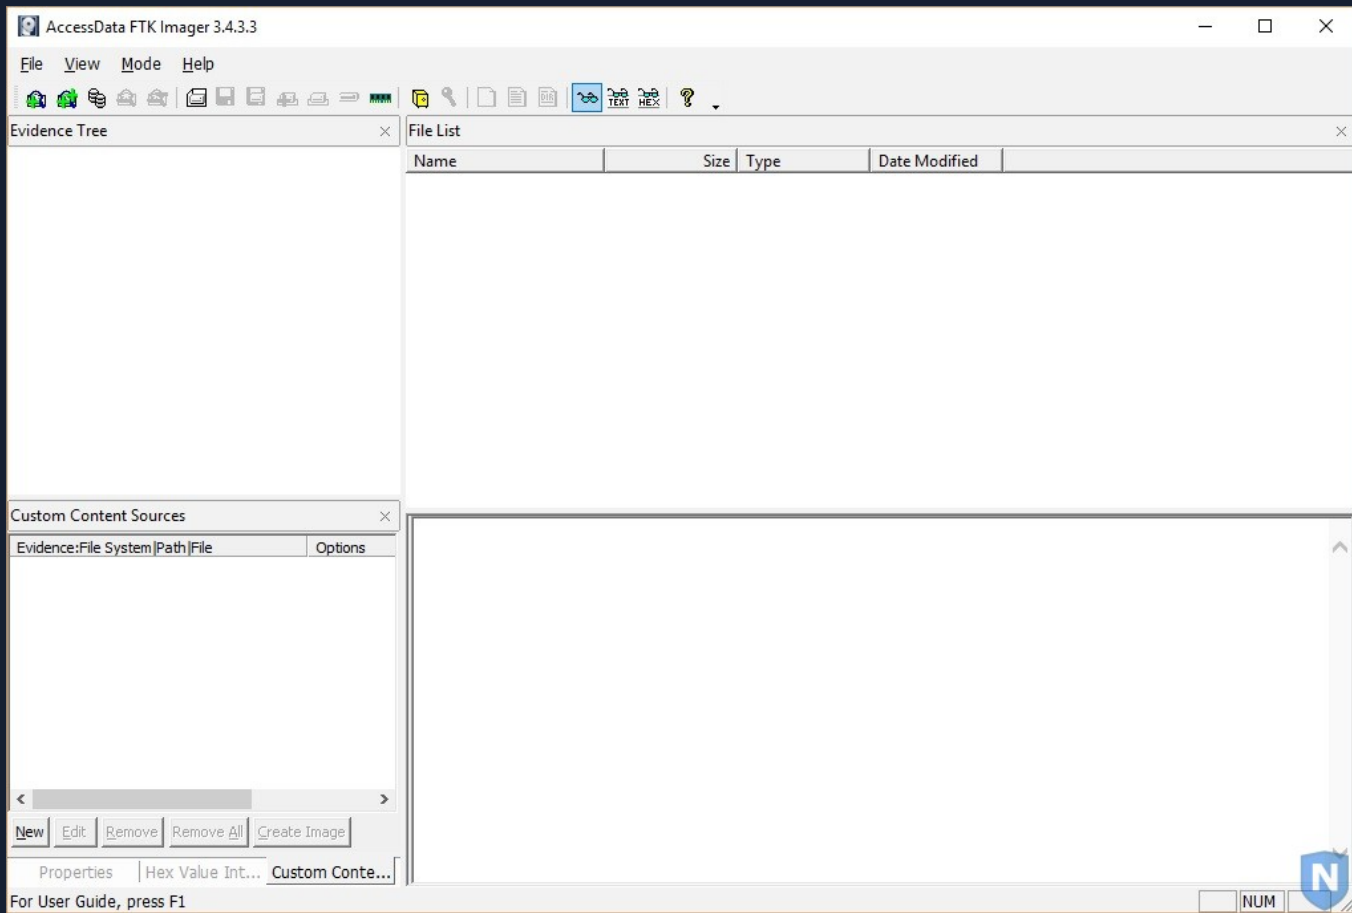 AccessData FTK Imager 3.4.3.3
File View Mode Help
TEXT HEX
Evidence Tree
File List
Name Size Type Date Modified
Custom Content Sources
Evidence:File System|Path|File Options
New Edit Remove Remove All Create Image
Properties Hex Value Int... Custom Conte...
For User Guide, press F1
NUM
N